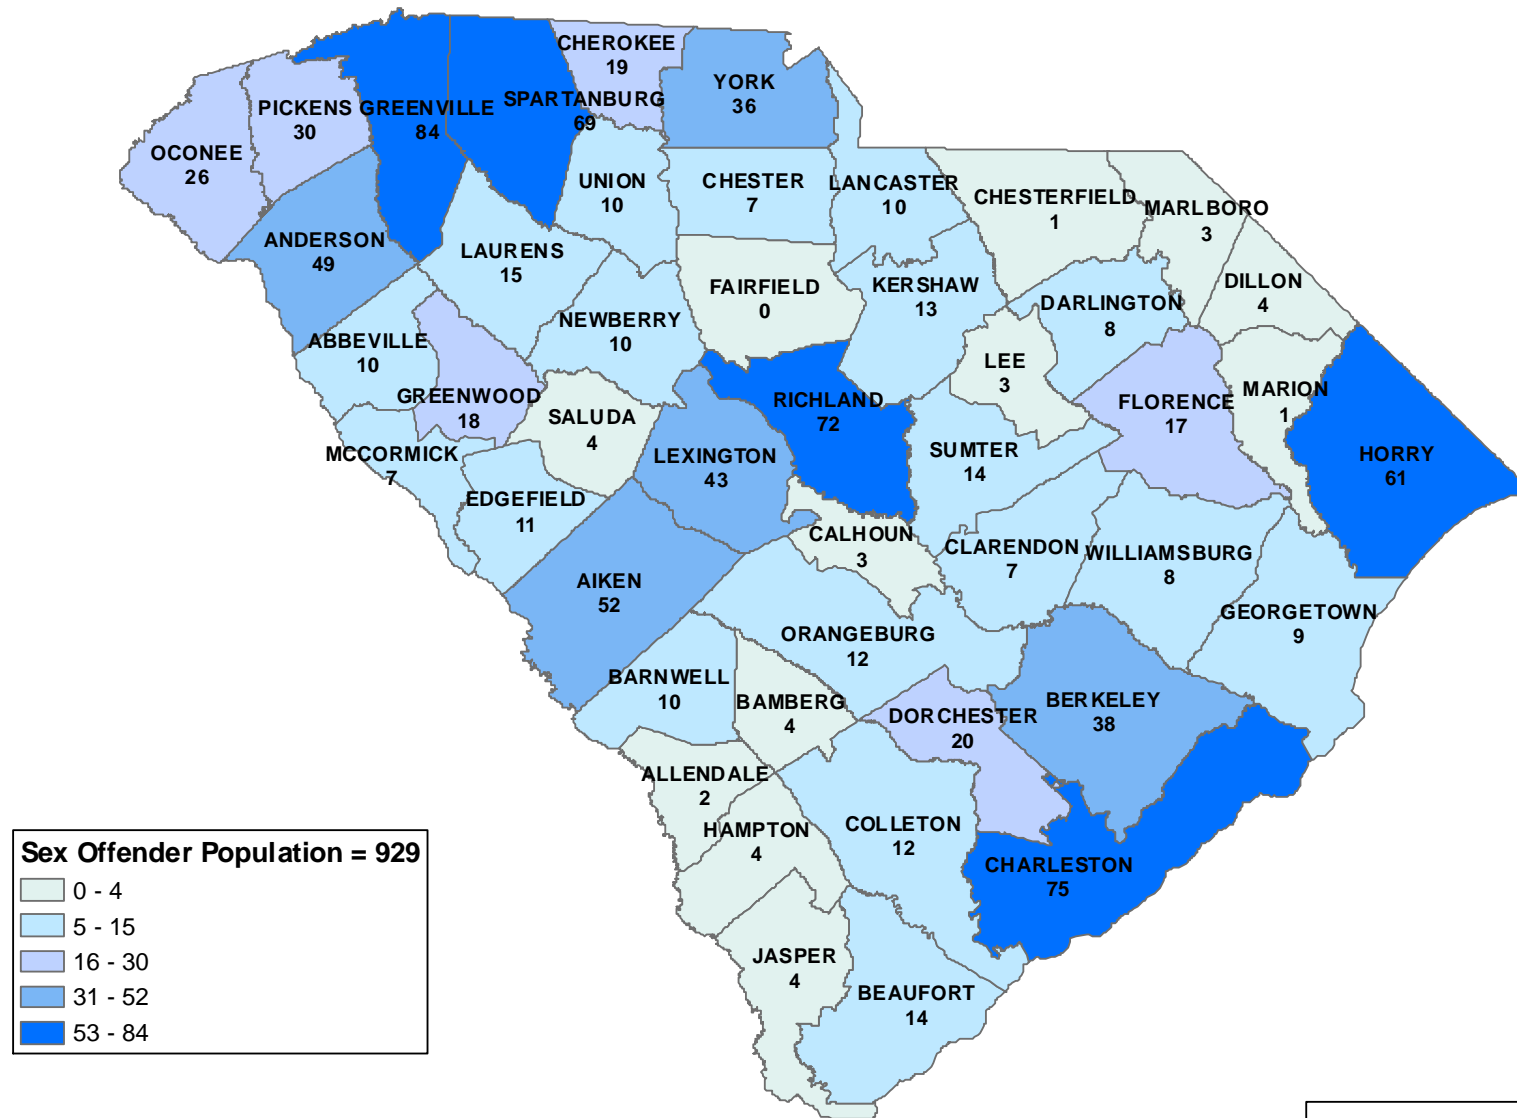 CHEROKEE
19
YORK
36
PICKENS
30
GREENVILLE
84
SPARTANBURG
69
OCONEE
26
UNION
10
CHESTER
7
LANCASTER
10
CHESTERFIELD
1
MARLBORO
3
ANDERSON
49
LAURENS
15
FAIRFIELD
0
KERSHAW
13
DARLINGTON
8
DILLON
4
ABBEVILLE
10
NEWBERRY
10
LEE
3
GREENWOOD
18
SALUDA
4
RICHLAND
72
FLORENCE
17
MARION
1
HORRY
61
MCCORMICK
7
LEXINGTON
43
SUMTER
14
EDGEFIELD
11
CALHOUN
3
CLARENDON
7
WILLIAMSBURG
8
AIKEN
52
GEORGETOWN
9
ORANGEBURG
12
BARNWELL
10
BAMBERG
4
DORCHESTER
20
BERKELEY
38
ALLENDALE
2
HAMPTON
4
COLLETON
12
CHARLESTON
75
JASPER
4
BEAUFORT
14
Sex Offender Population = 929
0 - 4
5 - 15
16 - 30
31 - 52
53 - 84